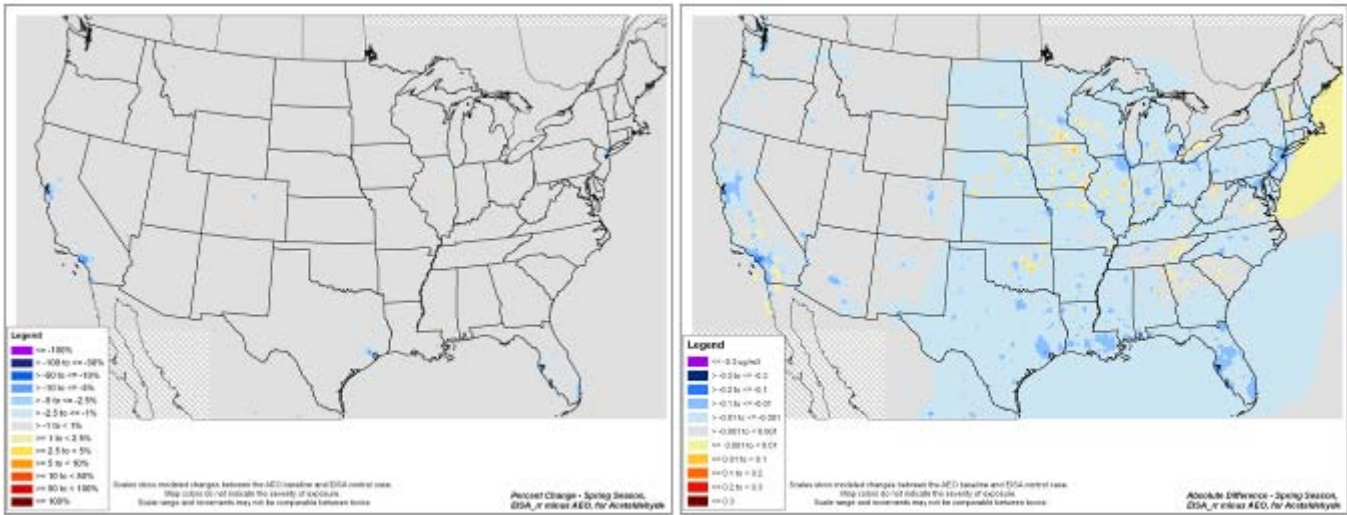 Legend
<= -100%
> -100 to <= -50%
> -50 to <= -10%
> -10 to <= -5%
> -5 to <= -2.5%
> -2.5 to <= -1%
> -1 to < 1%
>= 1 to < 2.5%
>= 2.5 to < 5%
>= 5 to < 10%
>= 10 to < 50%
>= 50 to < 100%
>= 100%
Scales show modeled changes between the AEO baseline and EISA control case.
Map colors do not indicate the severity of exposure.
Scale range and increments may not be comparable between
Percent Change - Spring Season,
EISA_rr minus AEO, for Acetaldehyde
Legend
<= -0.3 ug/m3
> -0.3 to <= -0.2
> -0.2 to <= -0.1
> -0.1 to <= -0.01
> -0.01 to <= -0.001
> -0.001 to < 0.001
>= 0.001 to < 0.01
>= 0.01 to < 0.1
>= 0.1 to < 0.2
>= 0.2 to <
>= 0.3
Scales show modeled changes between the AEO baseline and EISA control case.
Map colors do not indicate the severity of exposure.
Scale range and increments may not be comparable between
Absolute Difference - Spring Season,
EISA_rr minus AEO, for Acetaldehyde